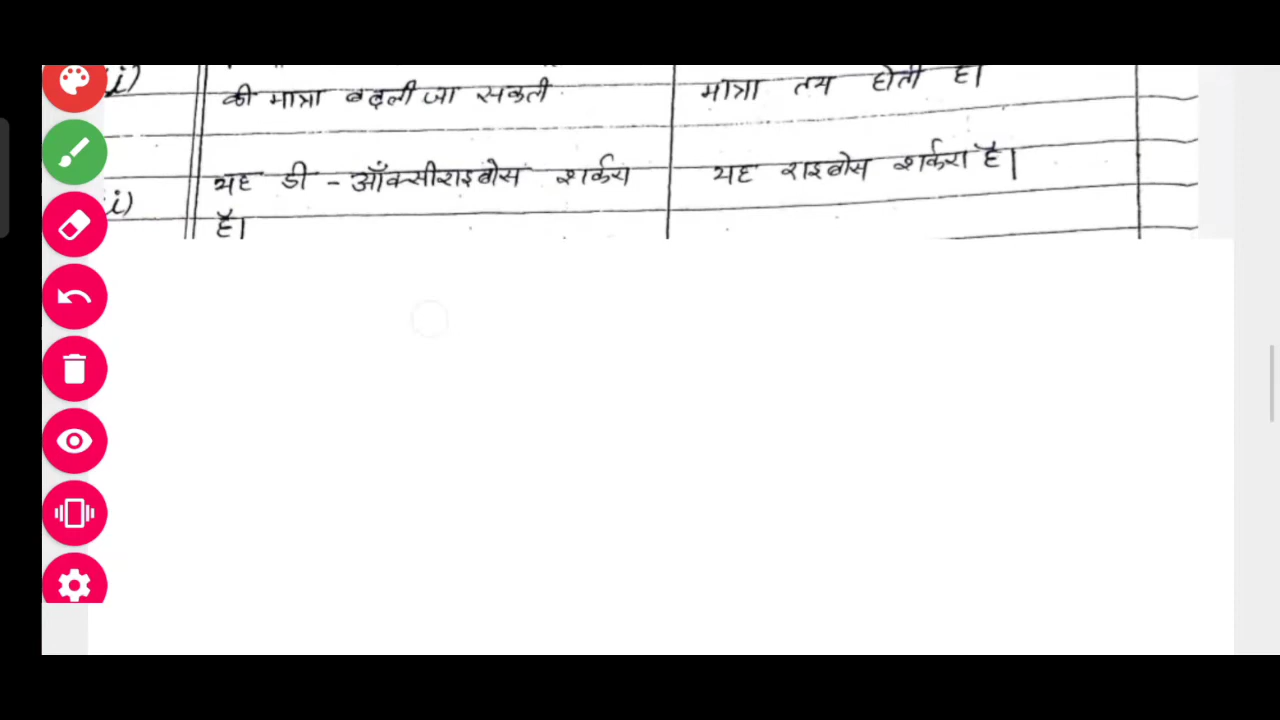 i)
की मात्रा बदली जा सकती
मात्रा तय होती है।
i)
यह डी - ऑक्सीराइबोस शर्करा
है।
यह राइबोस शर्करा है।